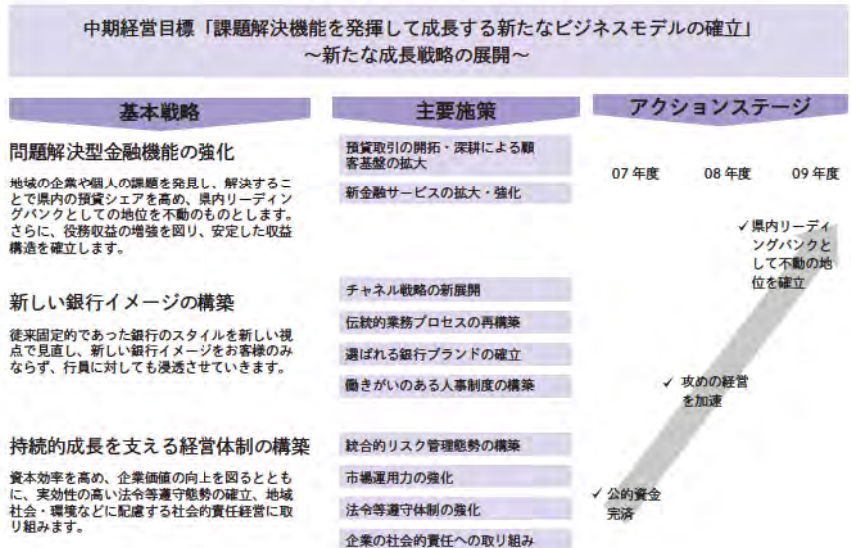 中期経営目標「課題解決機能を発揮して成長する新たなビジネスモデルの確立」
～新たな成長戦略の展開～
基本戦略
問題解決型金融機能の強化
地域の企業や個人の課題を発見し、解決するこ
とで県内の預貸シェアを高め、県内リーディン
グバンクとしての地位を不動のものとします。
さらに、役務収益の増強を図り、安定した収益
構造を確立します。
新しい銀行イメージの構築
従来固定的であった銀行のスタイルを新しい視
点で見直し、新しい銀行イメージをお客様のみ
ならず、行員に対しても浸透させていきます。
持続的成長を支える経営体制の構築
資本効率を高め、企業価値の向上を図るととも
に、実効性の高い法令等遵守態勢の確立、地域
社会・環境などに配慮する社会的責任経営に取
り組みます。
主要施策
預貸取引の開拓・深耕による顧
客基盤の拡大
新金融サービスの拡大・強化
チャネル戦略の新展開
伝統的業務プロセスの再構築
選ばれる銀行ブランドの確立
働きがいのある人事制度の構築
統合的リスク管理態勢の構築
市場運用力の強化
法令等遵守体制の強化
企業の社会的責任への取り組み
アクションステージ
07年度 08年度 09年度
✓県内リーディ
ングバンクと
して不動の地
位を確立
✓ 攻めの経営
を加速
✓公的資金
完済